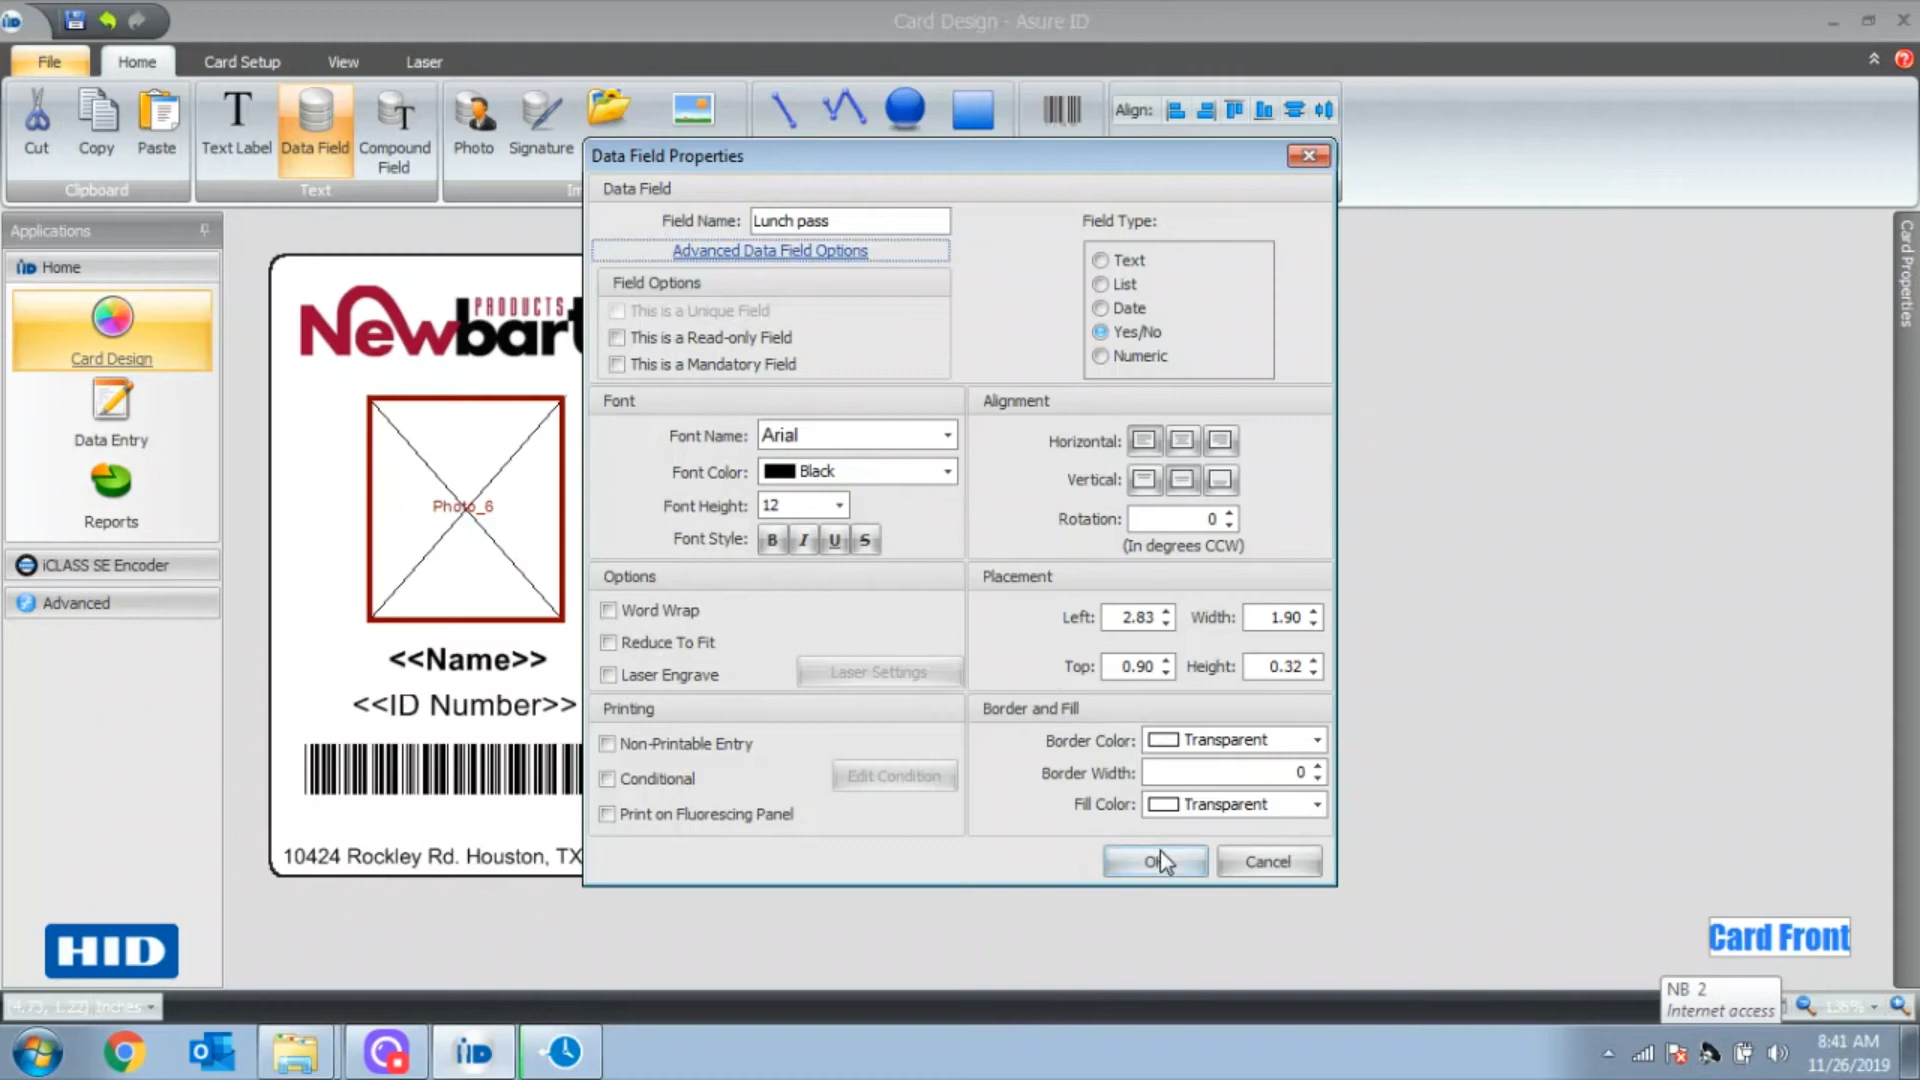 Card Design - Asure ID
File Home Card Setup View Laser
Cut Copy Paste
Clipboard
Text Label Data Field Compound Field
Text
Photo Signature
Align:
Applications
Home
Card Design
Data Entry
Reports
iCLASS SE Encoder
Advanced
HID
PRODUCTS
Newbart
Photo_6
<<Name>>
<<ID Number>>
10424 Rockley Rd. Houston, TX
Data Field Properties
Data Field
Field Name: Lunch pass
Advanced Data Field Options
Field Options
This is a Unique Field
This is a Read-only Field
This is a Mandatory Field
Field Type:
Text
List
Date
Yes/No
Numeric
Font
Font Name: Arial
Font Color: Black
Font Height: 12
Font Style: B I U S
Alignment
Horizontal:
Vertical:
Rotation: 0
(In degrees CCW)
Options
Word Wrap
Reduce To Fit
Laser Engrave
Laser Settings
Placement
Left: 2.83 Width: 1.90
Top: 0.90 Height: 0.32
Printing
Non-Printable Entry
Conditional
Edit Condition
Print on Fluorescing Panel
Border and Fill
Border Color: Transparent
Border Width: 0
Fill Color: Transparent
OK Cancel
Card Properties
Card Front
NB 2
Internet access
[4.73, 1.22] Inches
136%
8:41 AM
11/26/2019